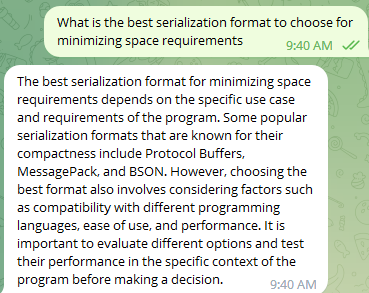 What is the best serialization format to choose for
minimizing space requirements
9:40 AM
The best serialization format for minimizing space
requirements depends on the specific use case
and requirements of the program. Some popular
serialization formats that are known for their
compactness include Protocol Buffers,
MessagePack, and BSON. However, choosing the
best format also involves considering factors such
as compatibility with different programming
languages, ease of use, and performance. It is
important to evaluate different options and test
their performance in the specific context of the
program before making a decision.
9:40 AM